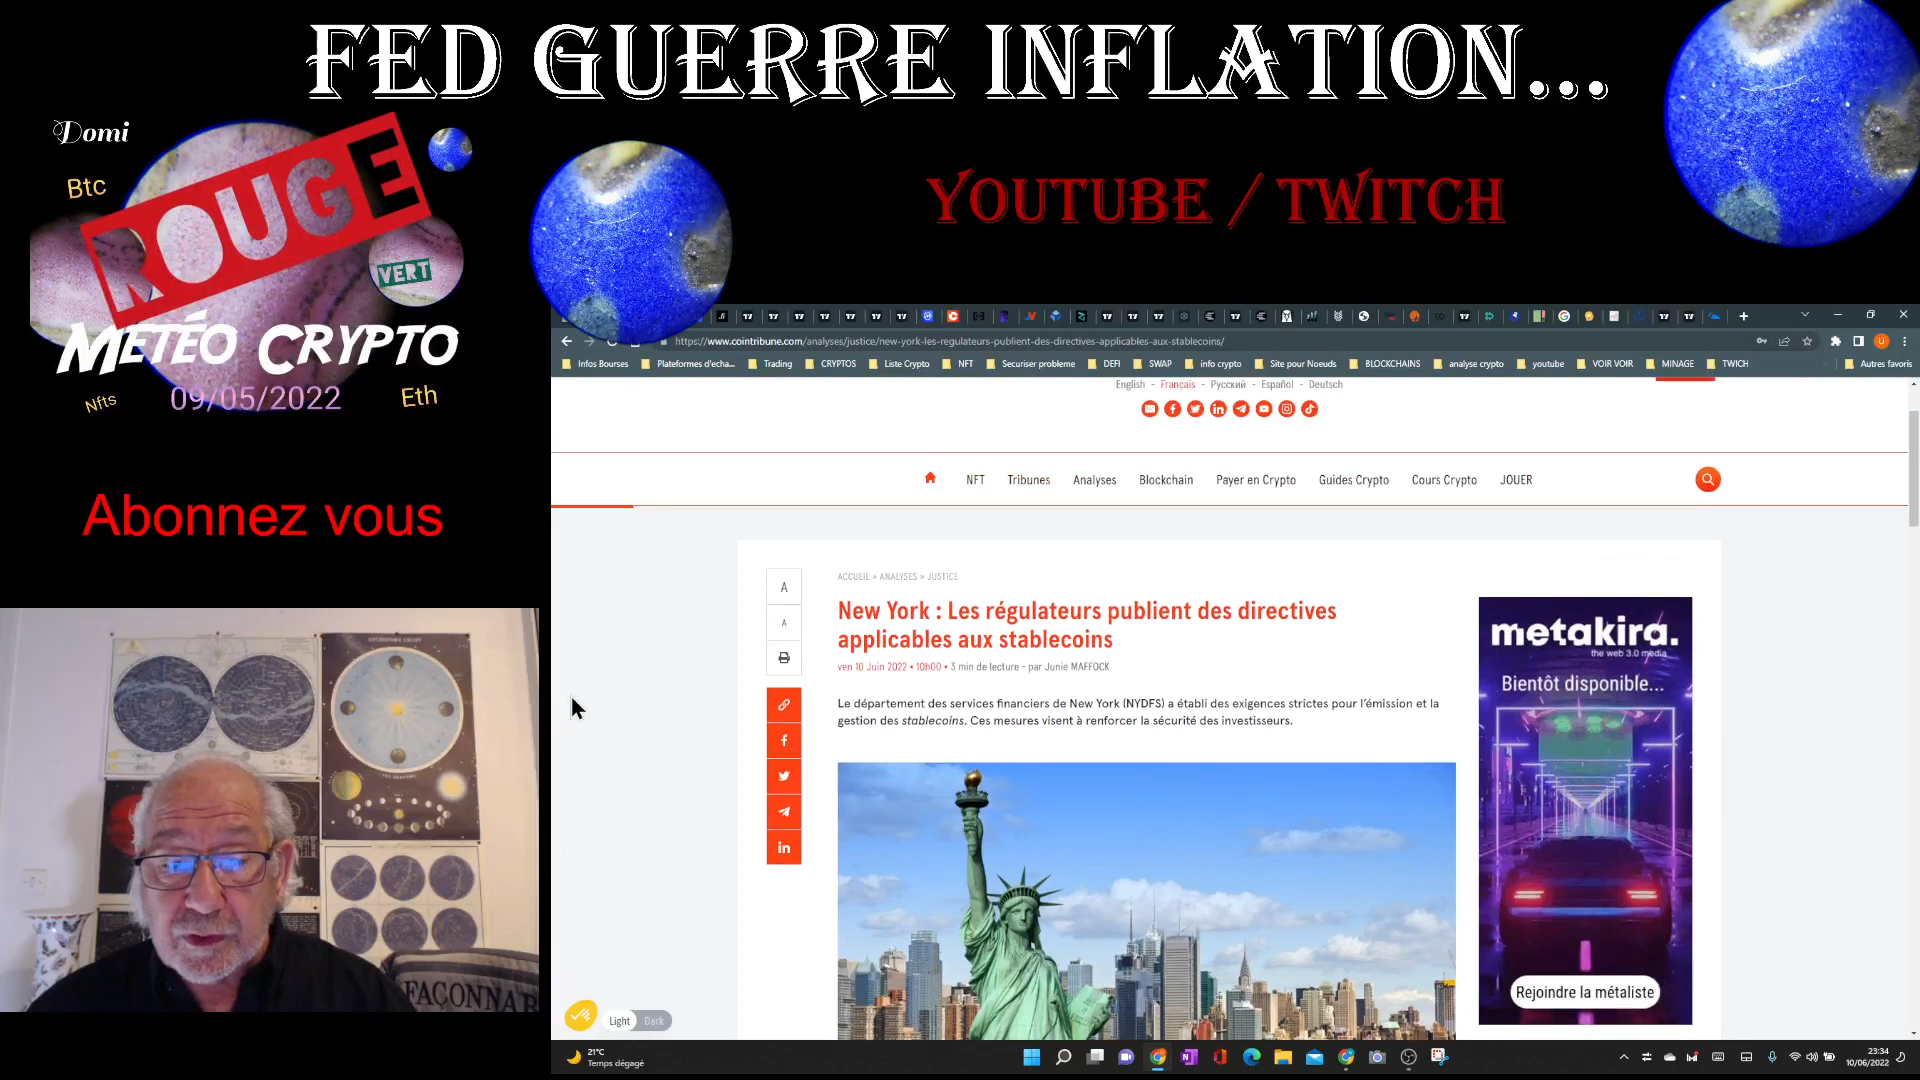 FED GUERRE INFLATION...
YOUTUBE / TWITCH
Domi
Btc
ROUGE
VERT
METÉO CRYPTO
09/05/2022
Nfts
Eth
Abonnez vous
FAÇONNAR
https://www.cointribune.com/analyses/justice/new-york-les-regulateurs-publient-des-directives-applicables-aux-stablecoins/
Infos Bourses
Plateformes d'echa...
Trading
CRYPTOS
Liste Crypto
NFT
Securiser probleme
DEFI
SWAP
info crypto
Site pour Noeuds
BLOCKCHAINS
analyse crypto
youtube
VOIR VOIR
MINAGE
TWICH
Autres favoris
English - Français - Русский - Español - Deutsch
NFT
Tribunes
Analyses
Blockchain
Payer en Crypto
Guides Crypto
Cours Crypto
JOUER
A
A
ACCUEIL » ANALYSES » JUSTICE
New York : Les régulateurs publient des directives
applicables aux stablecoins
ven 10 Juin 2022 • 10h00 • 3 min de lecture - par Junie MAFFOCK
Le département des services financiers de New York (NYDFS) a établi des exigences strictes pour l'émission et la
gestion des stablecoins. Ces mesures visent à renforcer la sécurité des investisseurs.
metakira.
the web 3.0 media.
Bientôt disponible...
Rejoindre la métaliste
Light
Dark
21°C
Temps dégagé
23:34
10/06/2022